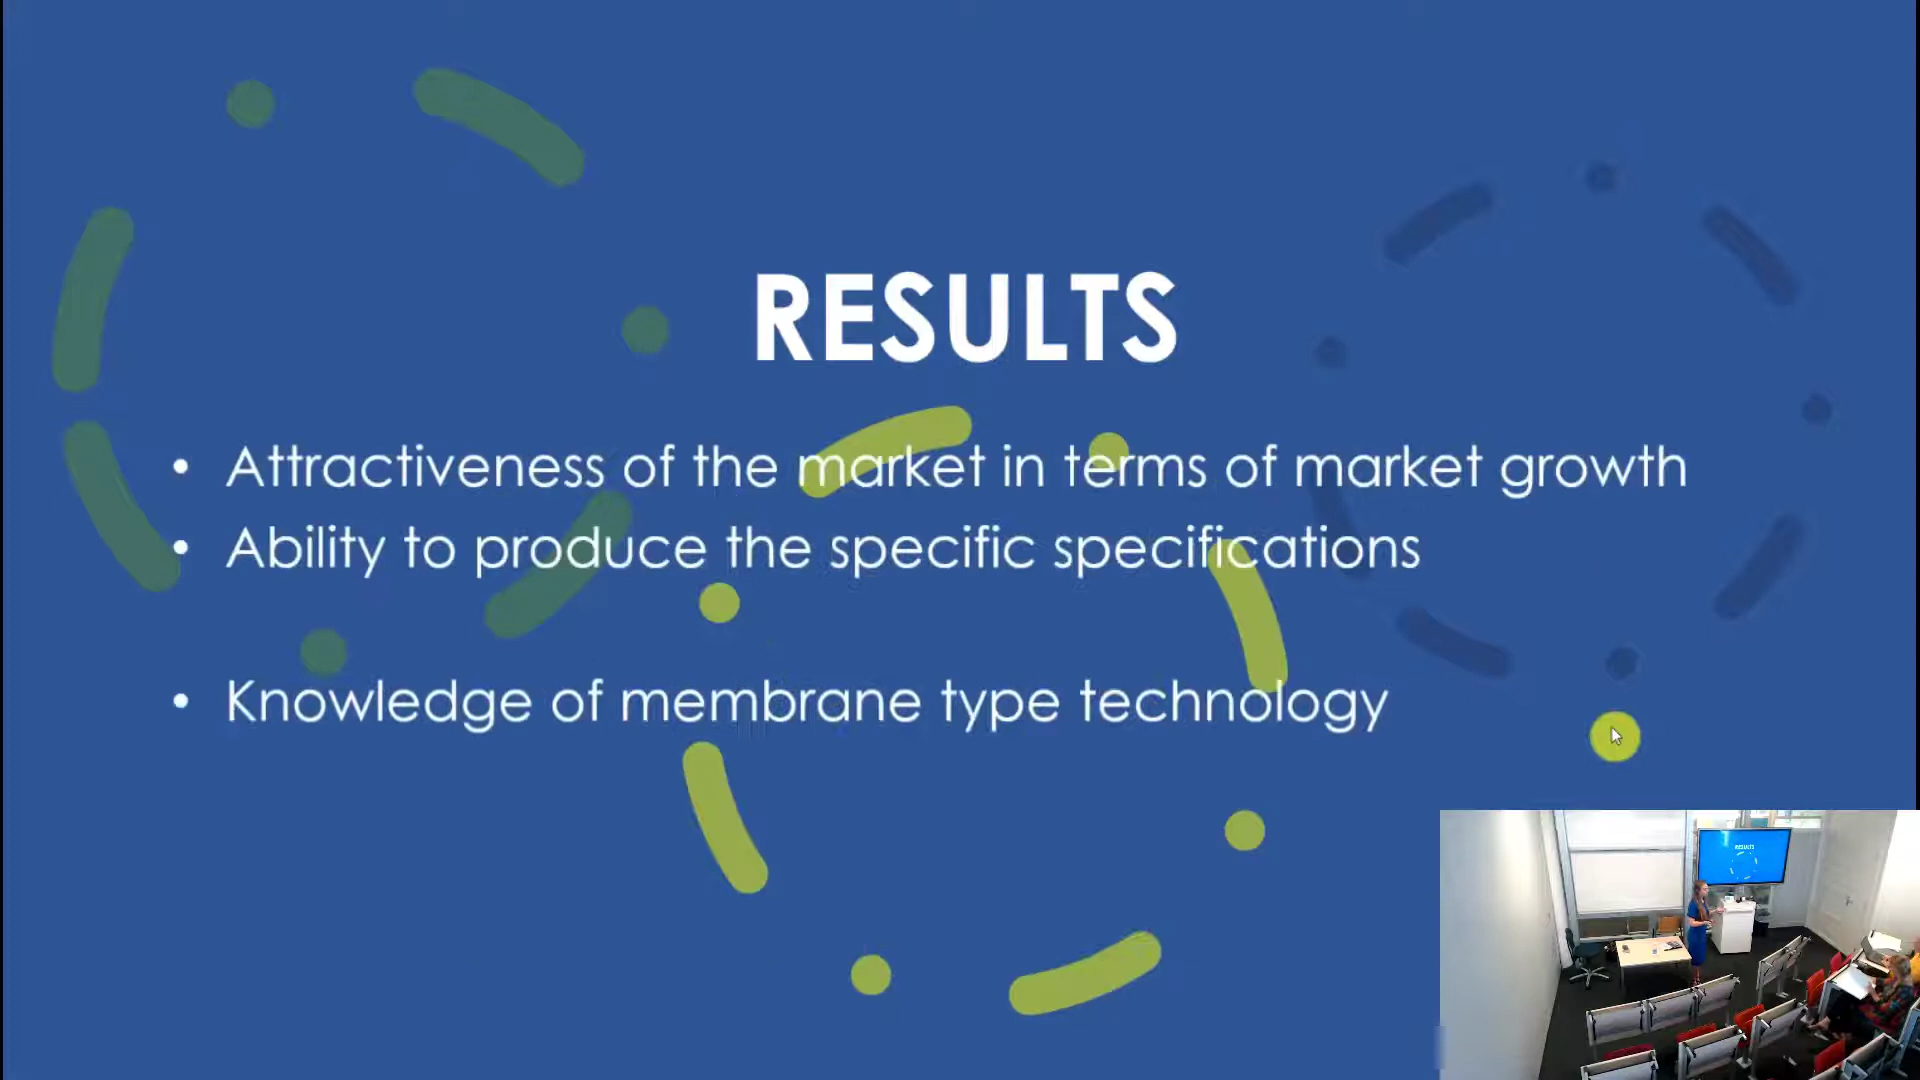 RESULTS
• Attractiveness of the market in terms of market growth
• Ability to produce the specific specifications
• Knowledge of membrane type technology
RESULTS